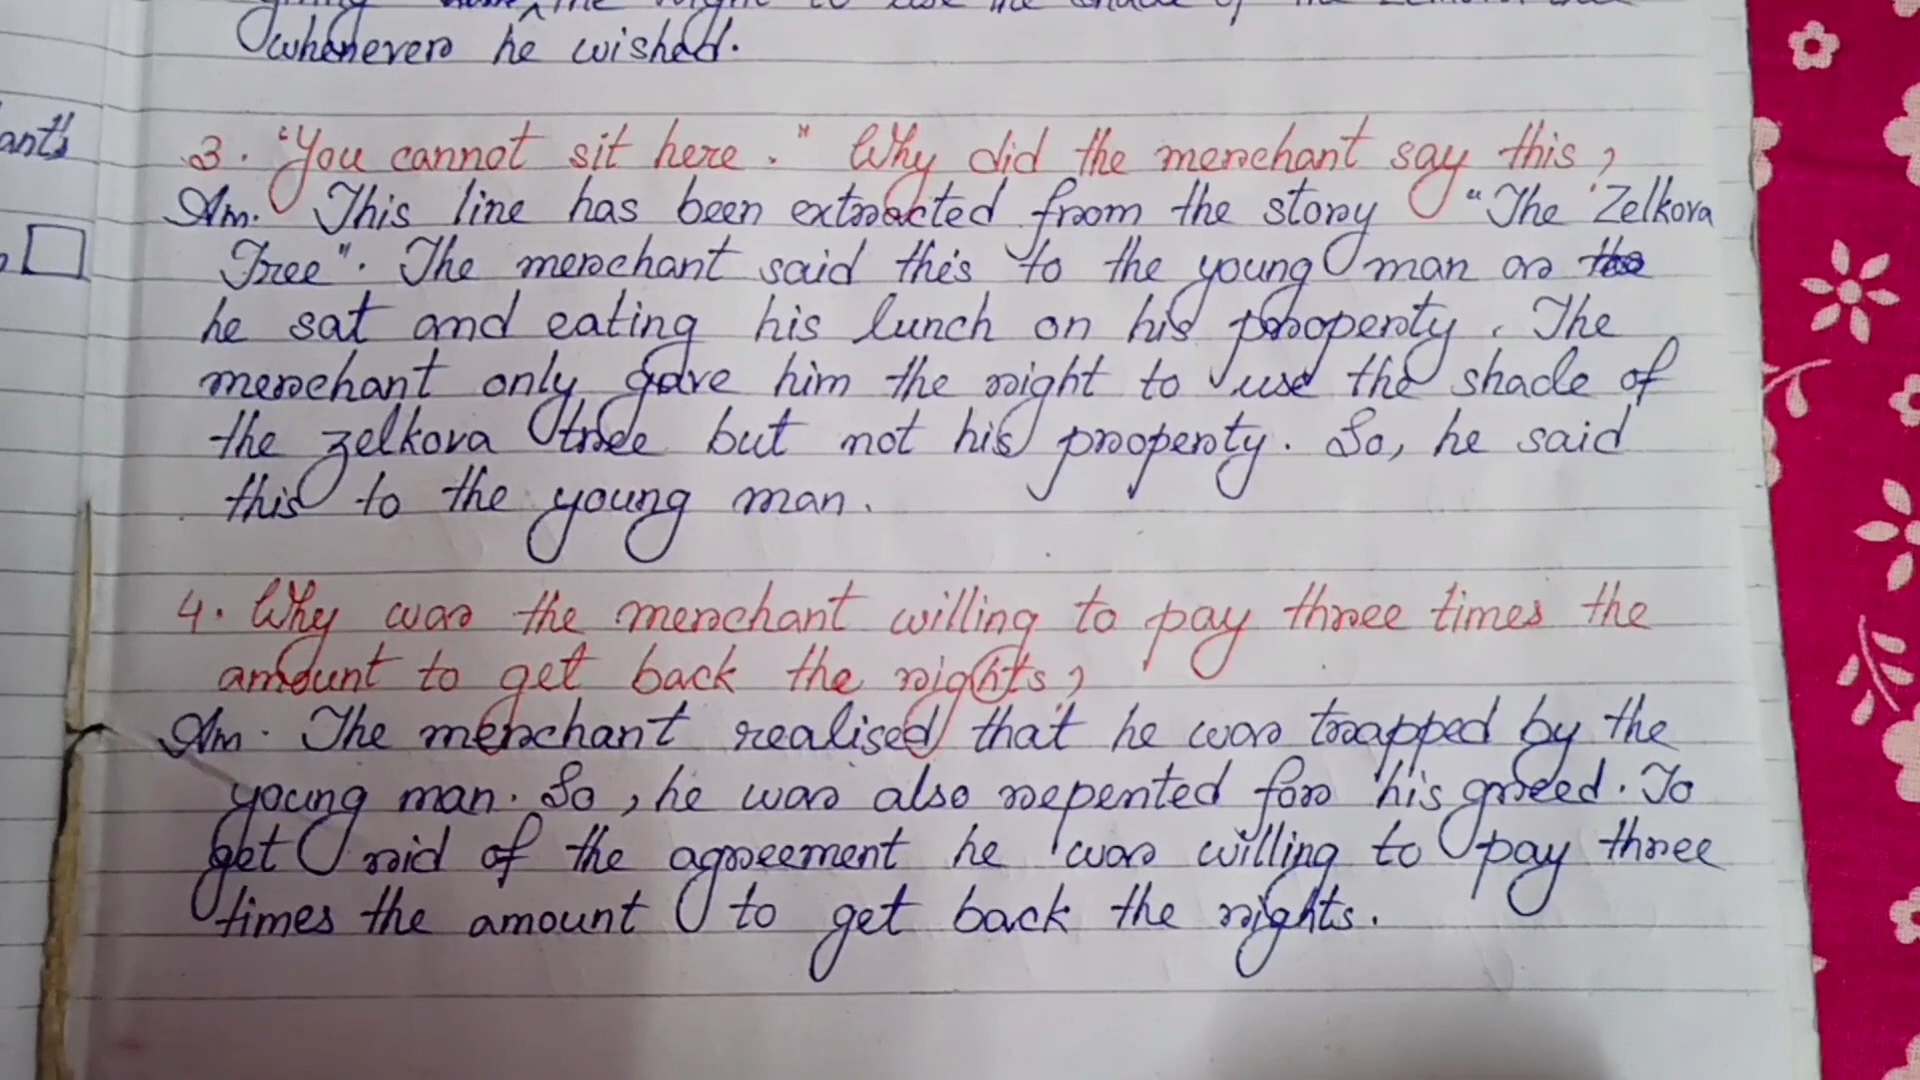 whenever he wished.
ant's
3. "You cannot sit here." Why did the merchant say this?
Ans. This line has been extracted from the story "The Zelkova
Tree". The merchant said this to the young man as
he sat and eating his lunch on his property. The
merchant only gave him the right to use the shade of
the zelkova tree but not his property. So, he said
this to the young man.
4. Why was the merchant willing to pay three times the
amount to get back the rights?
Ans. The merchant realised that he was trapped by the
young man. So, he was also repented for his greed. To
get rid of the agreement he was willing to pay three
times the amount to get back the rights.